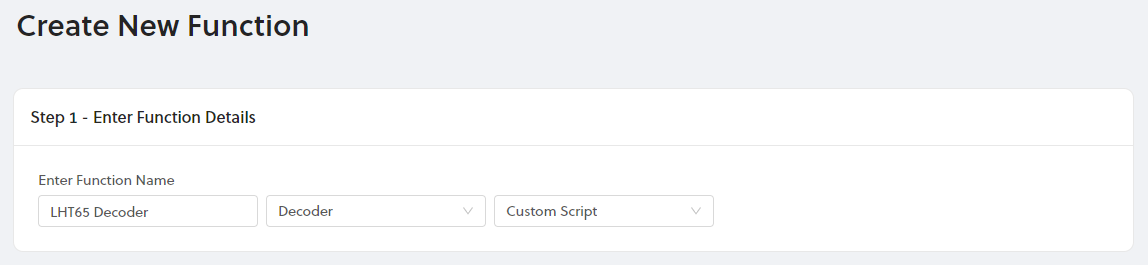 Create New Function
Step 1 - Enter Function Details
Enter Function Name
LHT65 Decoder Decoder Custom Script